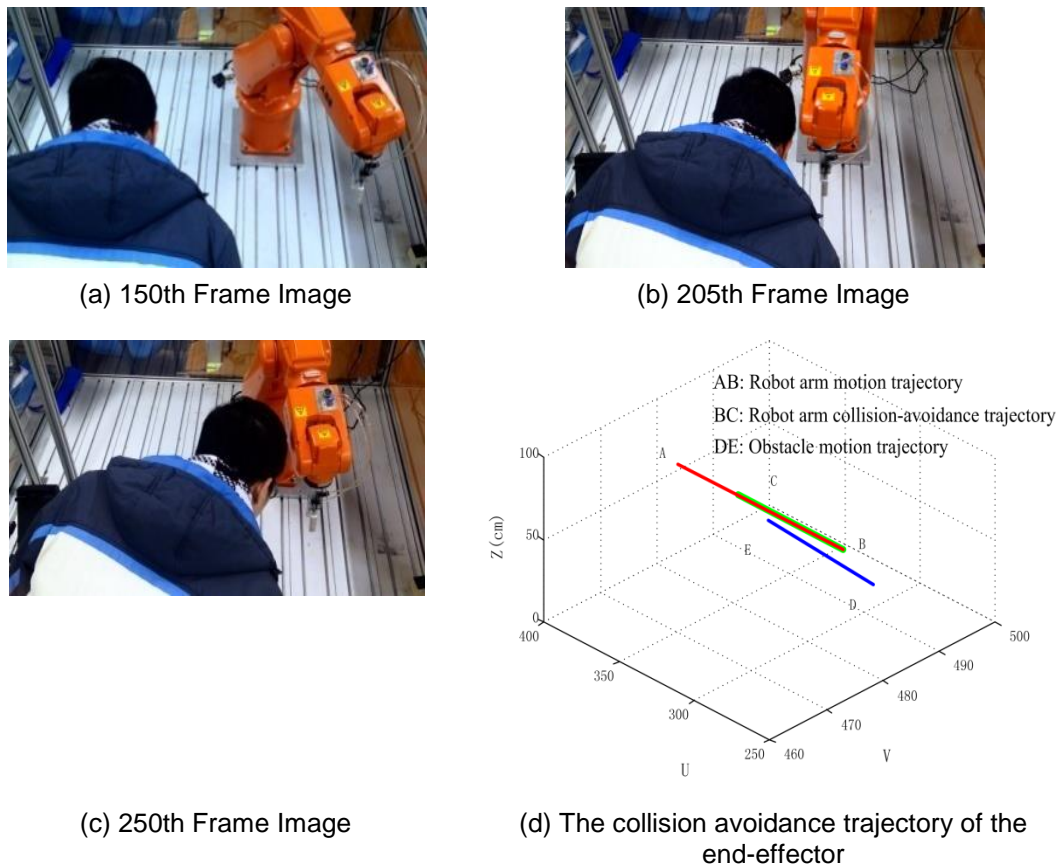 (a) 150th Frame Image
(b) 205th Frame Image
AB: Robot arm motion trajectory
BC: Robot arm collision-avoidance trajectory
DE: Obstacle motion trajectory
A
C
B
E
D
Z(cm)
100
50
0
400
350
300
250
U
460
470
480
490
500
V
(c) 250th Frame Image
(d) The collision avoidance trajectory of the
end-effector